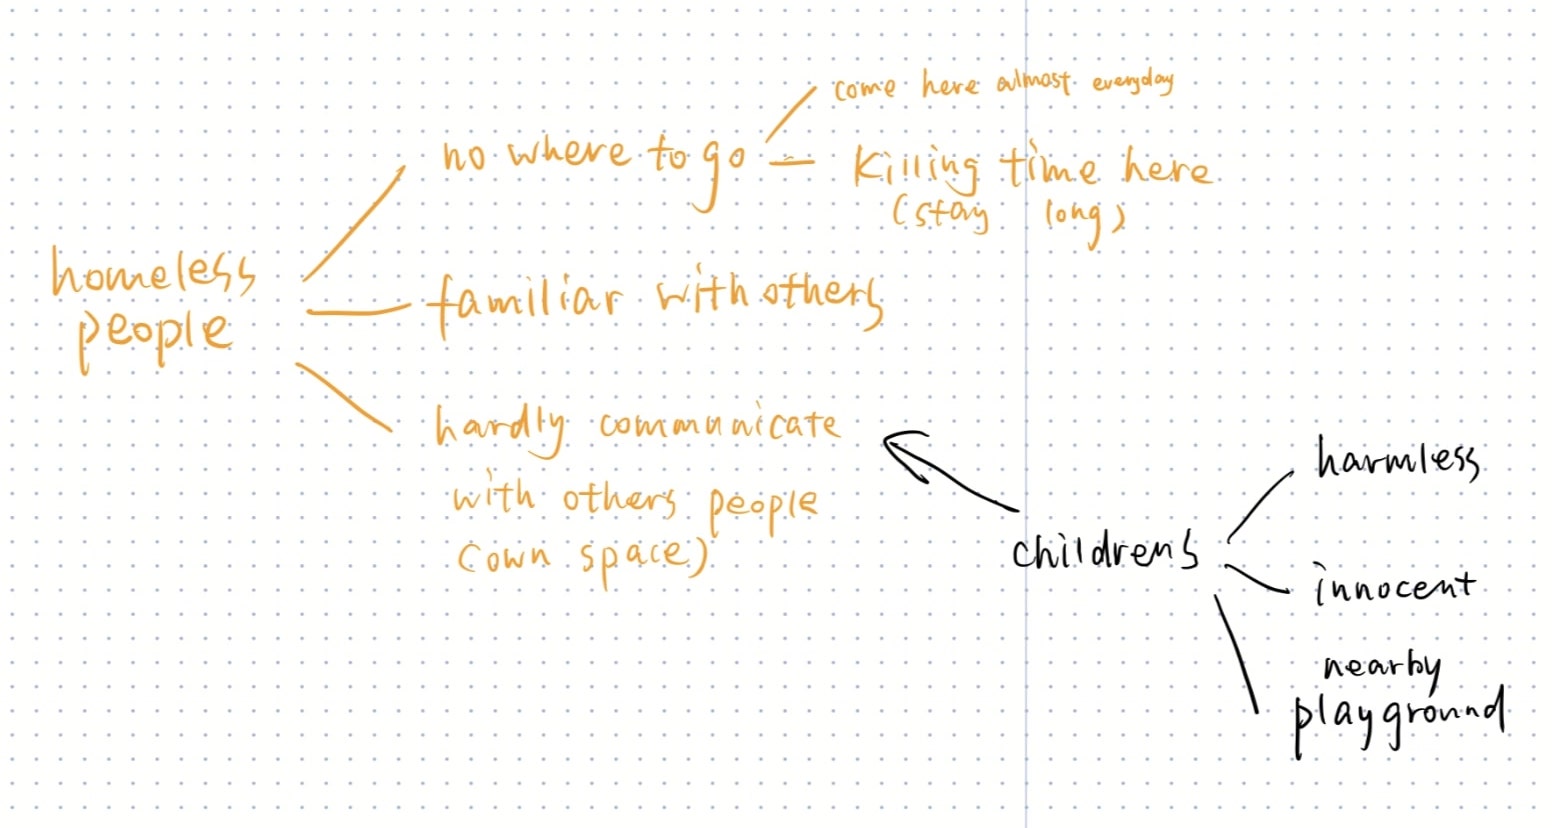 come here almost everyday
no where to go
Killing time here
(stay long)
homeless
people
familiar with others
hardly communicate
with others people
(own space)
childrens
harmless
innocent
nearby
playground